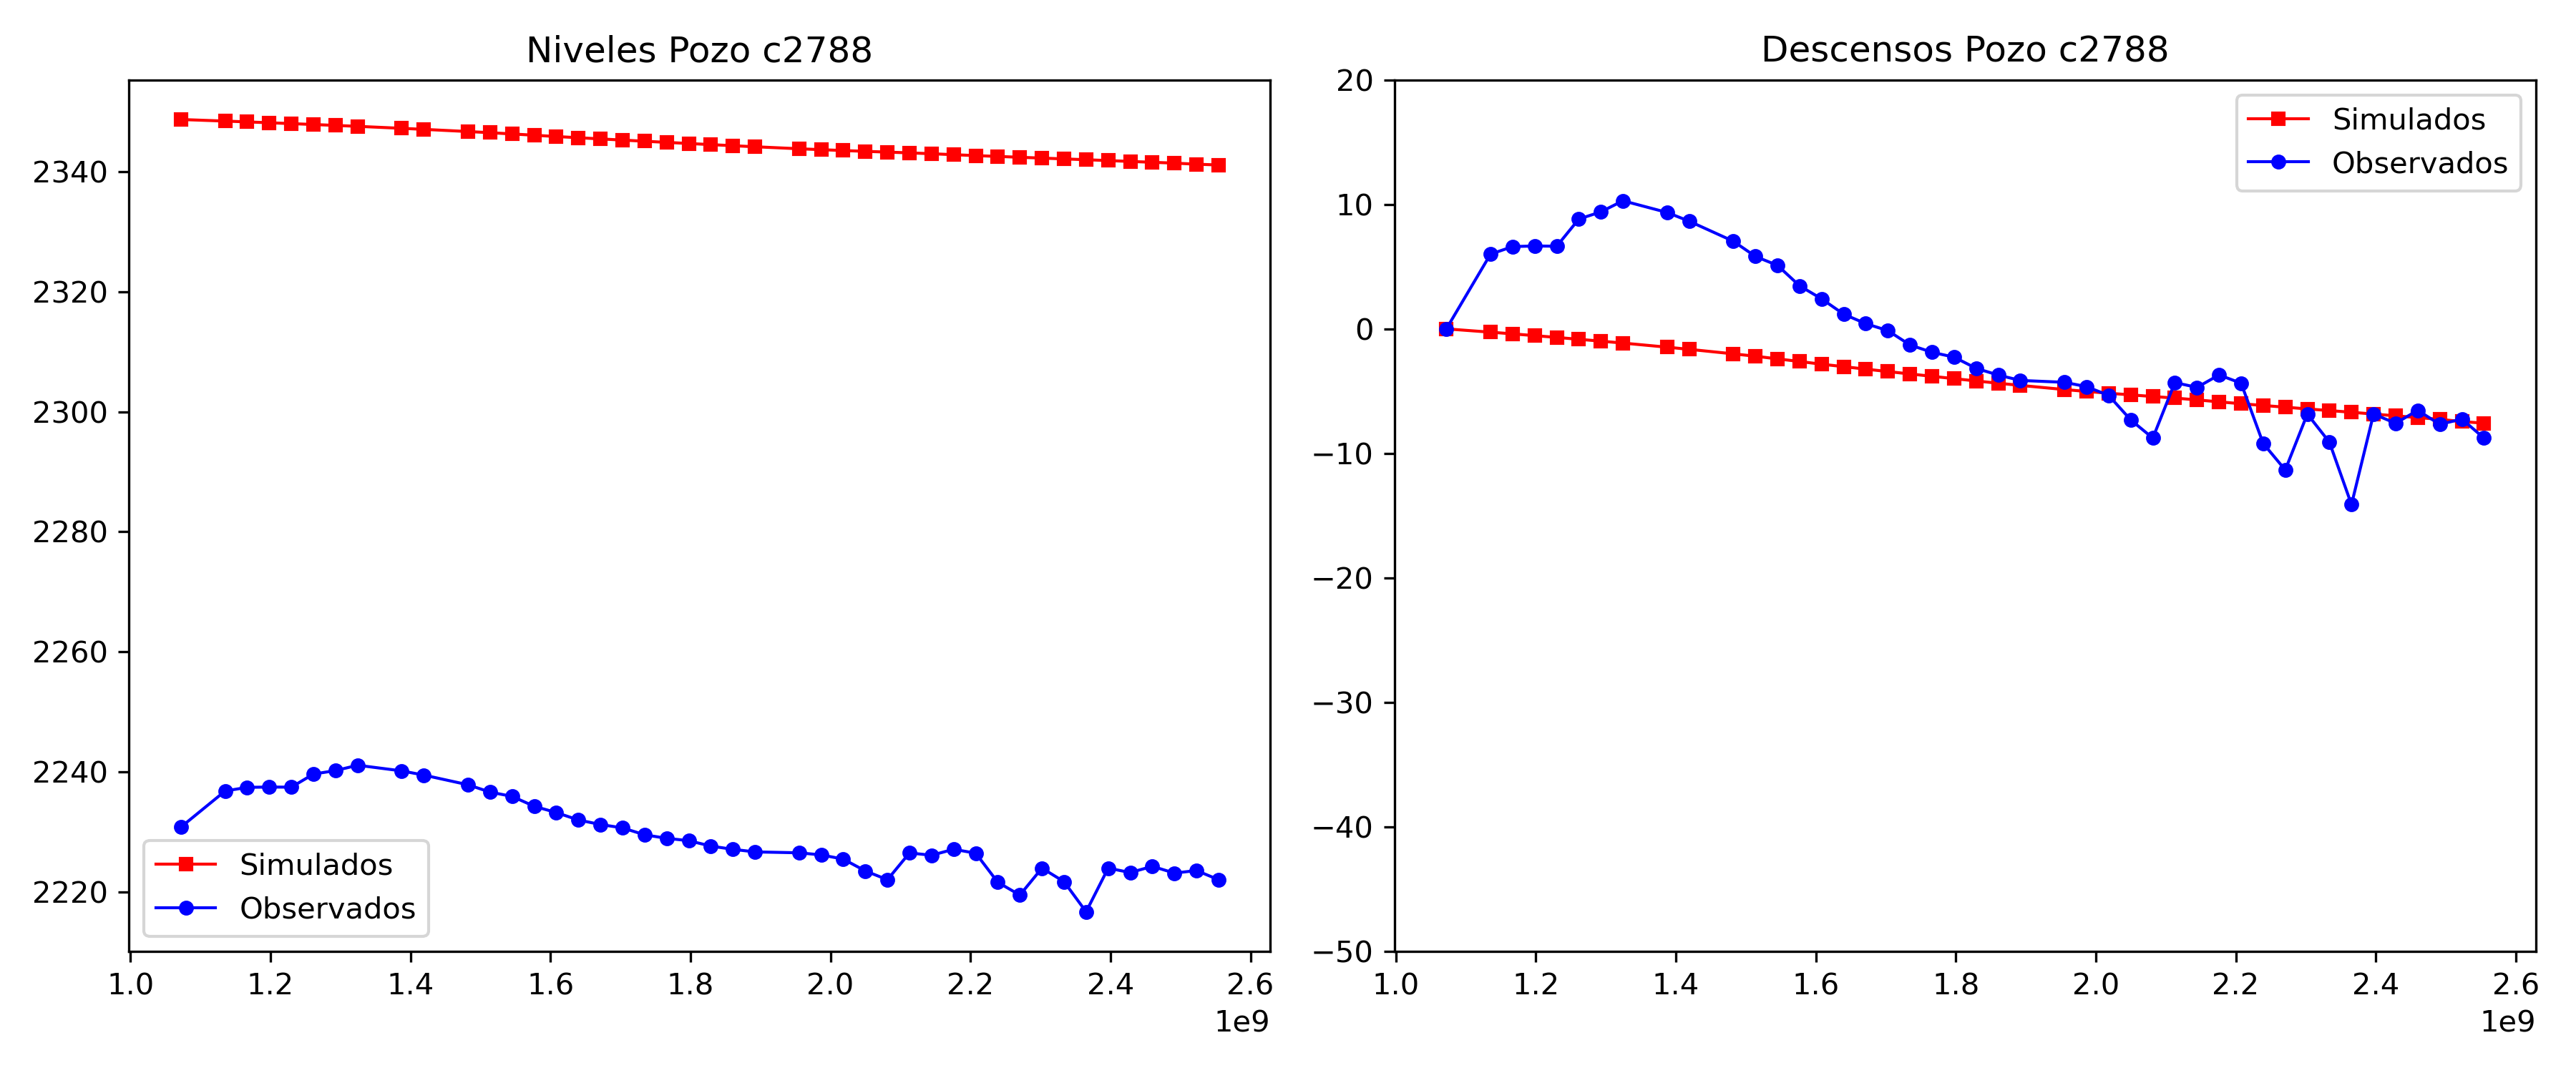 Niveles Pozo c2788
2340
2320
2300
2280
2260
2240
2220
Simulados
Observados
1.0 1.2 1.4 1.6 1.8 2.0 2.2 2.4 2.6
1e9
Descensos Pozo c2788
20
10
0
−10
−20
−30
−40
−50
Simulados
Observados
1.0 1.2 1.4 1.6 1.8 2.0 2.2 2.4 2.6
1e9